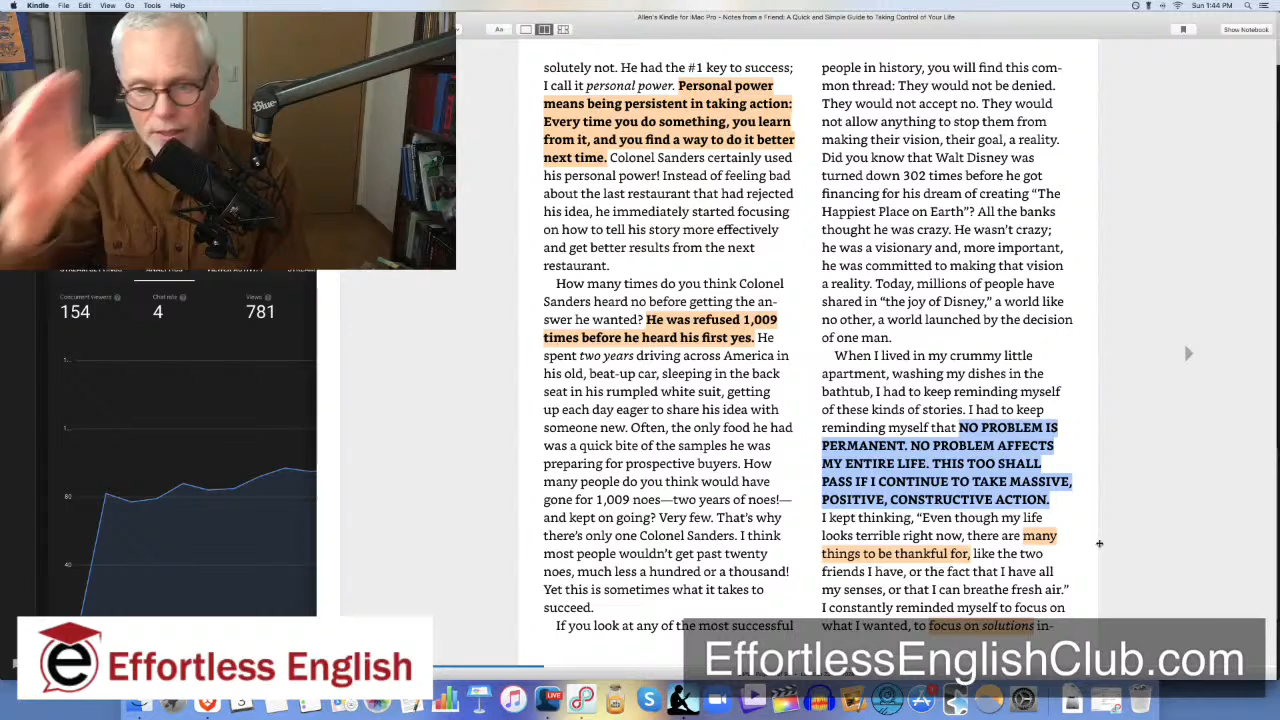 Kindle File Edit View Go Tools Help
Sun 1:44 PM
Allen's Kindle for iMac Pro - Notes from a Friend: A Quick and Simple Guide to Taking Control of Your Life
Aa
Show Notebook
solutely not. He had the #1 key to success;
I call it personal power. Personal power
means being persistent in taking action:
Every time you do something, you learn
from it, and you find a way to do it better
next time. Colonel Sanders certainly used
his personal power! Instead of feeling bad
about the last restaurant that had rejected
his idea, he immediately started focusing
on how to tell his story more effectively
and get better results from the next
restaurant.
How many times do you think Colonel
Sanders heard no before getting the an-
swer he wanted? He was refused 1,009
times before he heard his first yes. He
spent two years driving across America in
his old, beat-up car, sleeping in the back
seat in his rumpled white suit, getting
up each day eager to share his idea with
someone new. Often, the only food he had
was a quick bite of the samples he was
preparing for prospective buyers. How
many people do you think would have
gone for 1,009 noes—two years of noes!—
and kept on going? Very few. That's why
there's only one Colonel Sanders. I think
most people wouldn't get past twenty
noes, much less a hundred or a thousand!
Yet this is sometimes what it takes to
succeed.
If you look at any of the most successful
people in history, you will find this com-
mon thread: They would not be denied.
They would not accept no. They would
not allow anything to stop them from
making their vision, their goal, a reality.
Did you know that Walt Disney was
turned down 302 times before he got
financing for his dream of creating “The
Happiest Place on Earth”? All the banks
thought he was crazy. He wasn't crazy;
he was a visionary and, more important,
he was committed to making that vision
a reality. Today, millions of people have
shared in “the joy of Disney,” a world like
no other, a world launched by the decision
of one man.
When I lived in my crummy little
apartment, washing my dishes in the
bathtub, I had to keep reminding myself
of these kinds of stories. I had to keep
reminding myself that NO PROBLEM IS
PERMANENT. NO PROBLEM AFFECTS
MY ENTIRE LIFE. THIS TOO SHALL
PASS IF I CONTINUE TO TAKE MASSIVE,
POSITIVE, CONSTRUCTIVE ACTION.
I kept thinking, “Even though my life
looks terrible right now, there are many
things to be thankful for, like the two
friends I have, or the fact that I have all
my senses, or that I can breathe fresh air.”
I constantly reminded myself to focus on
what I wanted, to focus on solutions in-
Blue
Concurrent viewers Chat rate Views
154 4 781
80
40
e Effortless English
EffortlessEnglishClub.com
LIVE